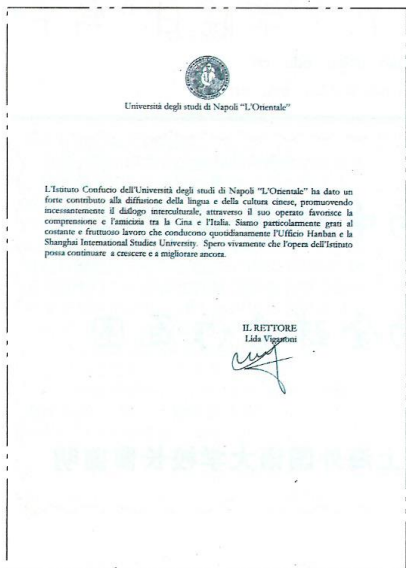 Università degli studi di Napoli "L'Orientale"
L'Istituto Confucio dell'Università degli studi di Napoli "L'Orientale" ha dato un
forte contributo alla diffusione della lingua e della cultura cinese, promuovendo
incessantemente il dialogo interculturale, attraverso il suo operato favorisce la
comprensione e l'amicizia tra la Cina e l'Italia. Siamo particolarmente grati al
costante e fruttuoso lavoro che conducono quotidianamente l'Ufficio Hanban e la
Shanghai International Studies University. Spero vivamente che l'opera dell'Istituto
possa continuare a crescere e a migliorare ancora.
IL RETTORE
Lida Viganoni